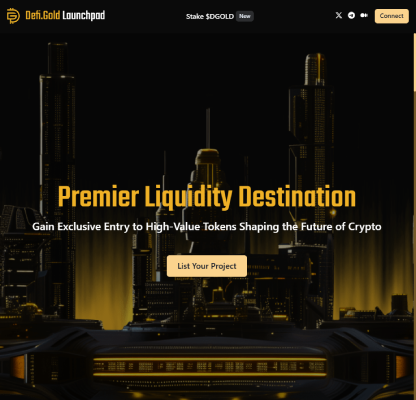 Defi.Gold Launchpad
Stake $DGOLD New
Connect
Premier Liquidity Destination
Gain Exclusive Entry to High-Value Tokens Shaping the Future of Crypto
List Your Project